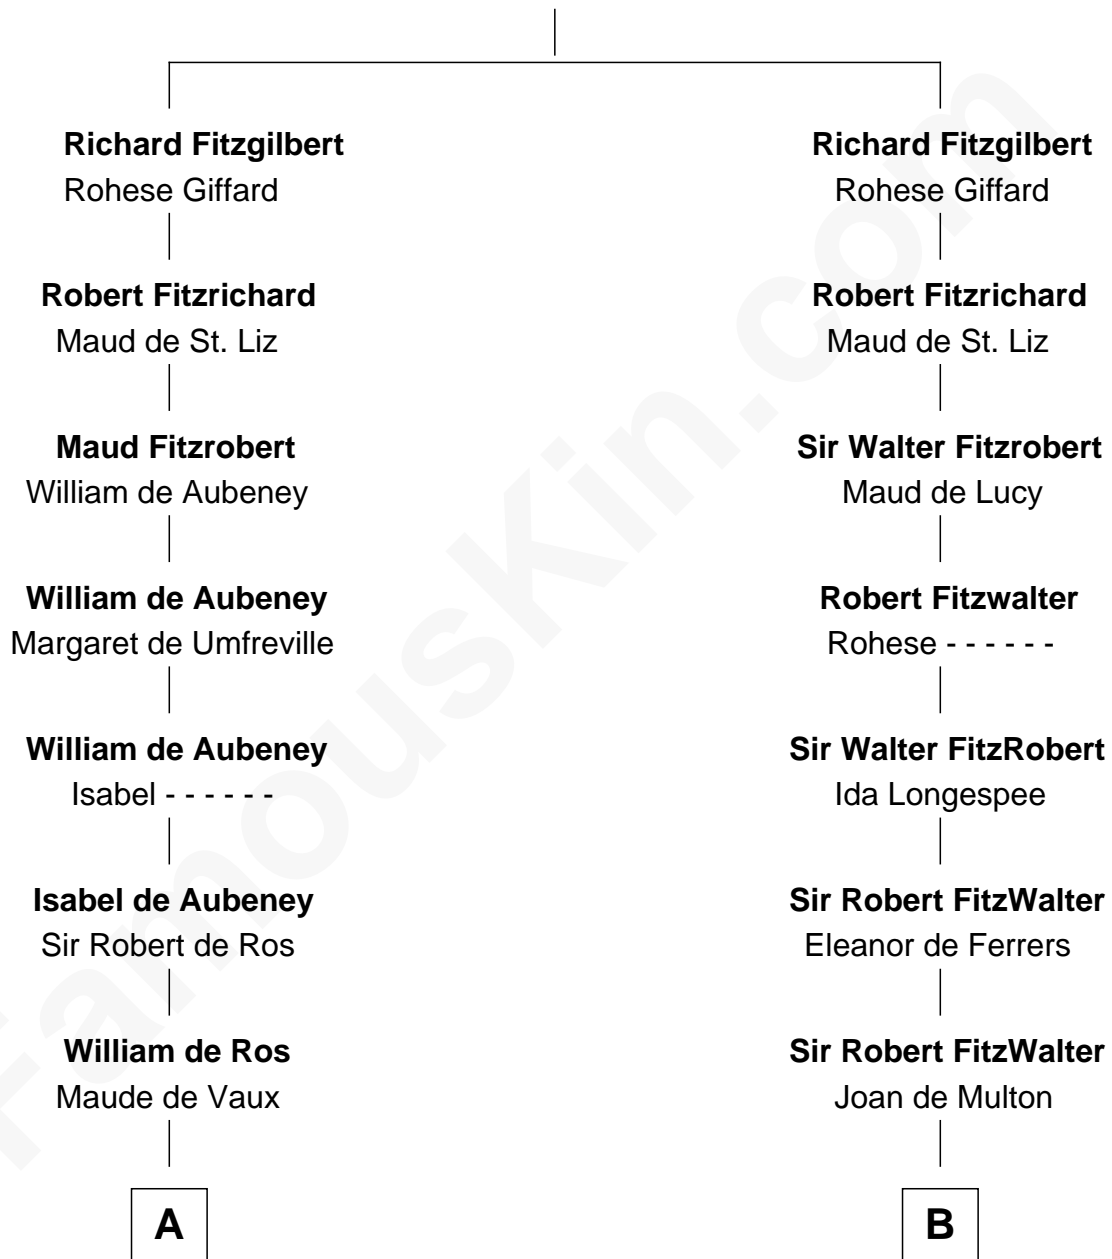 Richard Fitzgilbert
Rohese Giffard
Robert Fitzrichard
Maud de St. Liz
Maud Fitzrobert
William de Aubeney
William de Aubeney
Margaret de Umfreville
William de Aubeney
Isabel - - - - - -
Isabel de Aubeney
Sir Robert de Ros
William de Ros
Maude de Vaux
A
Richard Fitzgilbert
Rohese Giffard
Robert Fitzrichard
Maud de St. Liz
Sir Walter Fitzrobert
Maud de Lucy
Robert Fitzwalter
Rohese - - - - - -
Sir Walter FitzRobert
Ida Longespee
Sir Robert FitzWalter
Eleanor de Ferrers
Sir Robert FitzWalter
Joan de Multon
B
FamousKin.com